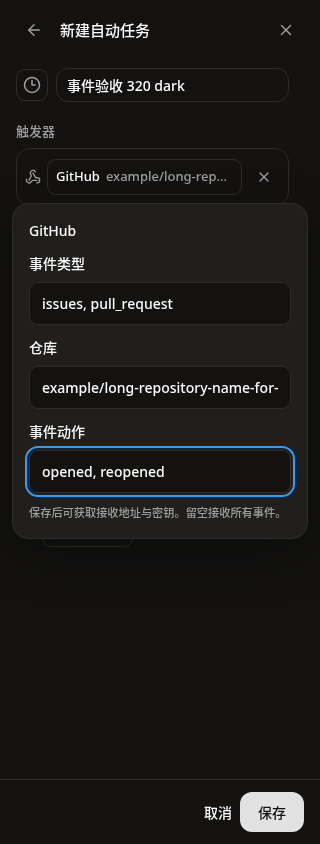 新建自动任务
事件验收 320 dark
触发器
GitHub example/long-rep...
GitHub
事件类型
issues, pull_request
仓库
example/long-repository-name-for-
事件动作
opened, reopened
保存后可获取接收地址与密钥。留空接收所有事件。
取消 保存